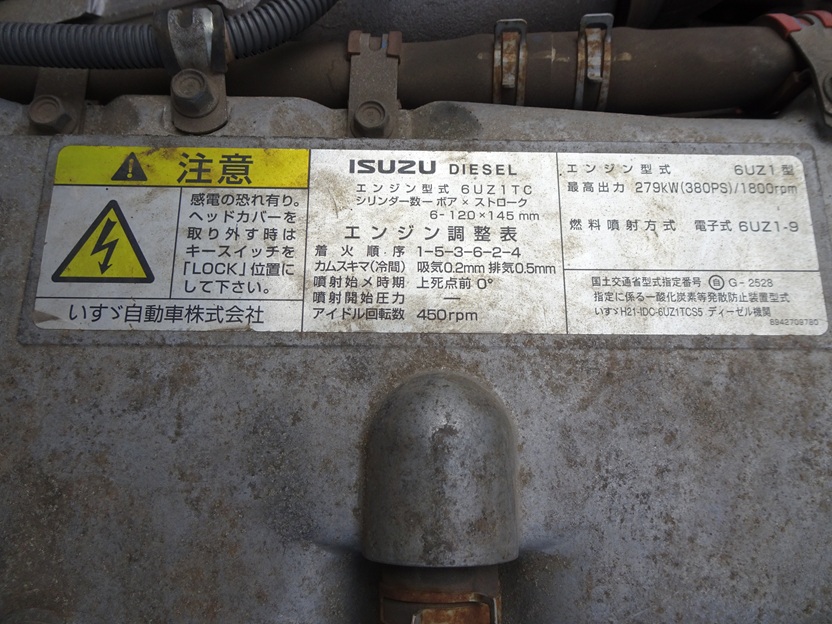 注意
感電の恐れ有り。
ヘッドカバーを
取り外す時は
キースイッチを
「LOCK」位置に
して下さい。
いすゞ自動車株式会社
ISUZU DIESEL
エンジン型式 6UZ1TC
シリンダー数ー ボア × ストローク
6-120×145 mm
エンジン調整表
着火順序 1-5-3-6-2-4
カムスキマ(冷間) 吸気0.2mm 排気0.5mm
噴射始メ時期 上死点前 0°
噴射開始圧力 —
アイドル回転数 450rpm
エンジン型式 6UZ1型
最高出力 279kW(380PS)/1800rpm
燃料噴射方式 電子式 6UZ1-9
国土交通省型式指定番号 自 G-2528
指定に係る一酸化炭素等発散防止装置型式
いすゞH21-IDC-6UZ1TCS5 ディーゼル機関